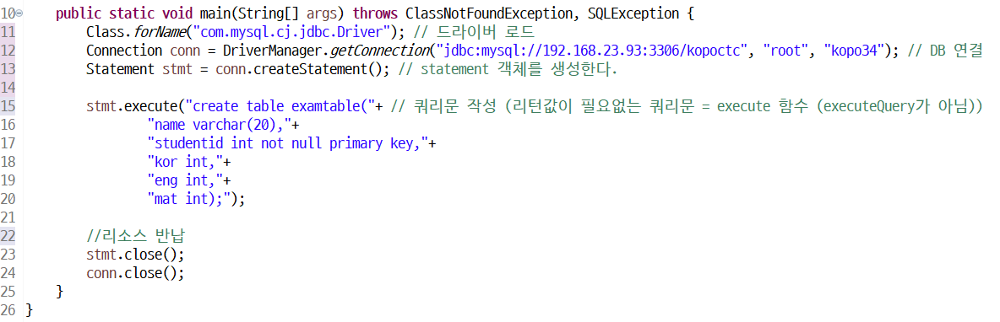 10 public static void main(String[] args) throws ClassNotFoundException, SQLException {
11 Class.forName("com.mysql.cj.jdbc.Driver"); // 드라이버 로드
12 Connection conn = DriverManager.getConnection("jdbc:mysql://192.168.23.93:3306/kopoctc", "root", "kopo34"); // DB 연결
13 Statement stmt = conn.createStatement(); // statement 객체를 생성한다.
14
15 stmt.execute("create table examtable("+ // 쿼리문 작성 (리턴값이 필요없는 쿼리문 = execute 함수 (executeQuery가 아님))
16 "name varchar(20),"+
17 "studentid int not null primary key,"+
18 "kor int,"+
19 "eng int,"+
20 "mat int);");
21
22 //리소스 반납
23 stmt.close();
24 conn.close();
25 }
26 }